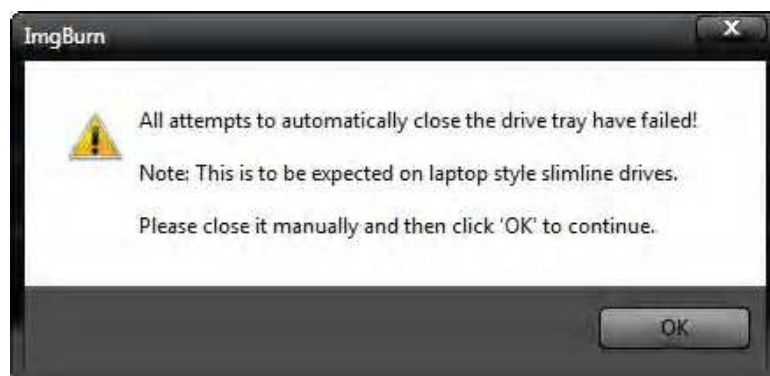 ImgBurn
All attempts to automatically close the drive tray have failed!
Note: This is to be expected on laptop style slimline drives.
Please close it manually and then click 'OK' to continue.
OK